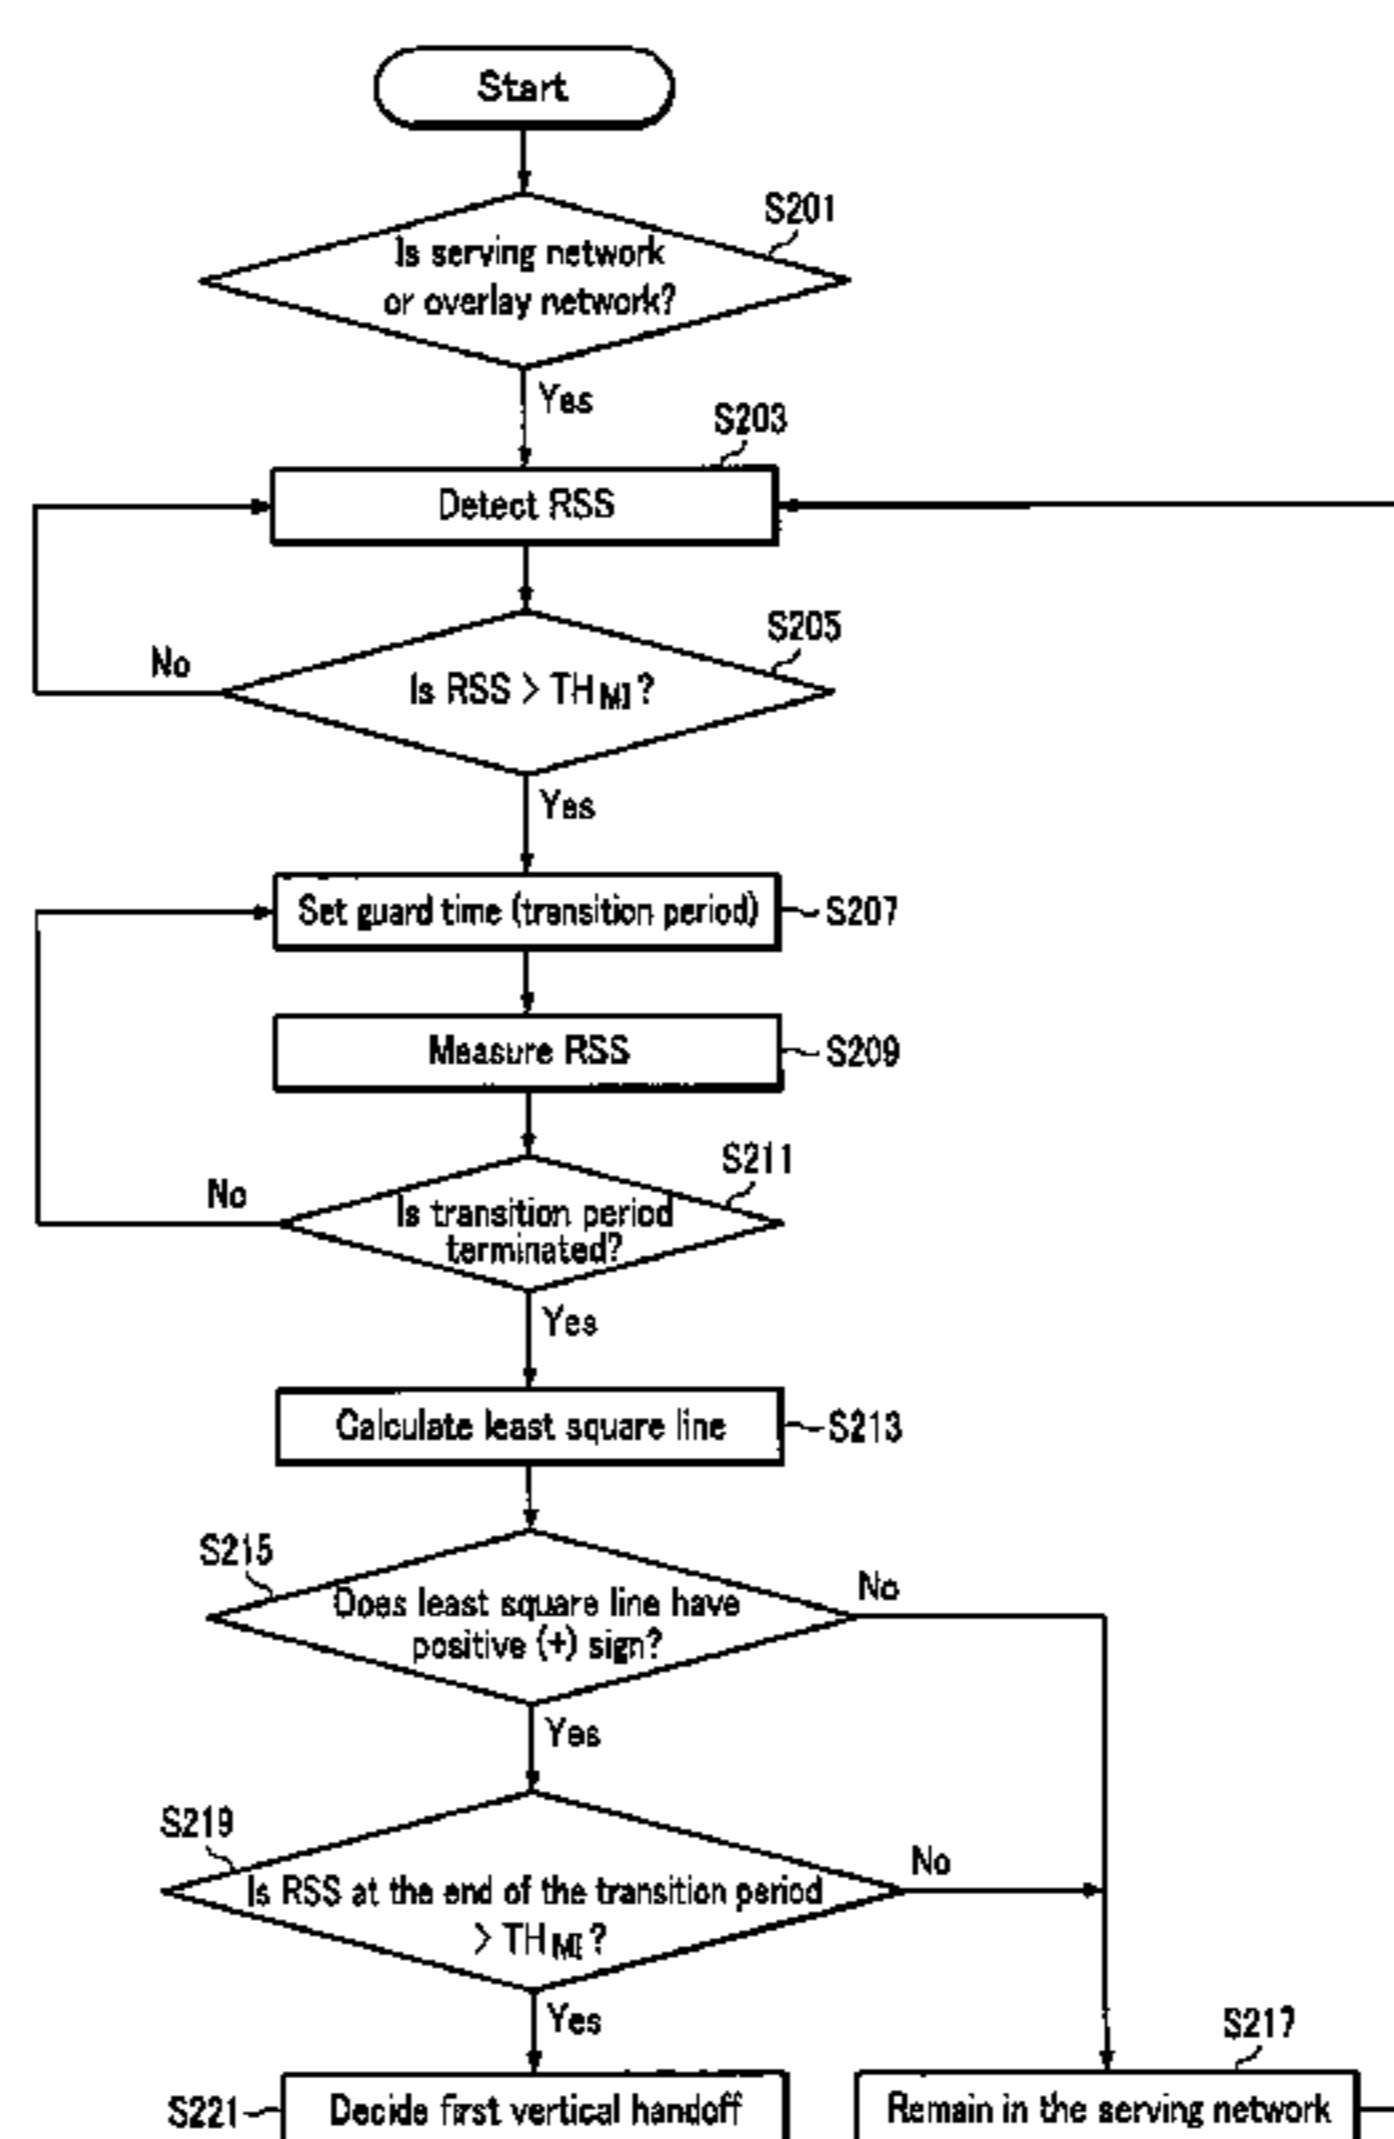 Start
S201
Is serving network
or overlay network?
Yes
S203
Detect RSS
S205
No
Is RSS > TH MI ?
Yes
Set guard time (transition period)
S207
Measure RSS
S209
S211
No
Is transition period
terminated?
Yes
Calculate least square line
S213
S215
No
Does least square line have
positive (+) sign?
Yes
S219
No
Is RSS at the end of the transition period
> TH MI ?
Yes
S217
S221
Decide first vertical handoff
Remain in the serving network